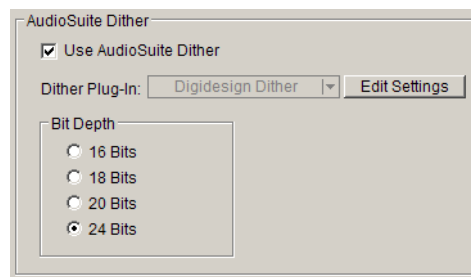 AudioSuite Dither
Use AudioSuite Dither
Dither Plug-In: Digidesign Dither Edit Settings
Bit Depth
16 Bits
18 Bits
20 Bits
24 Bits